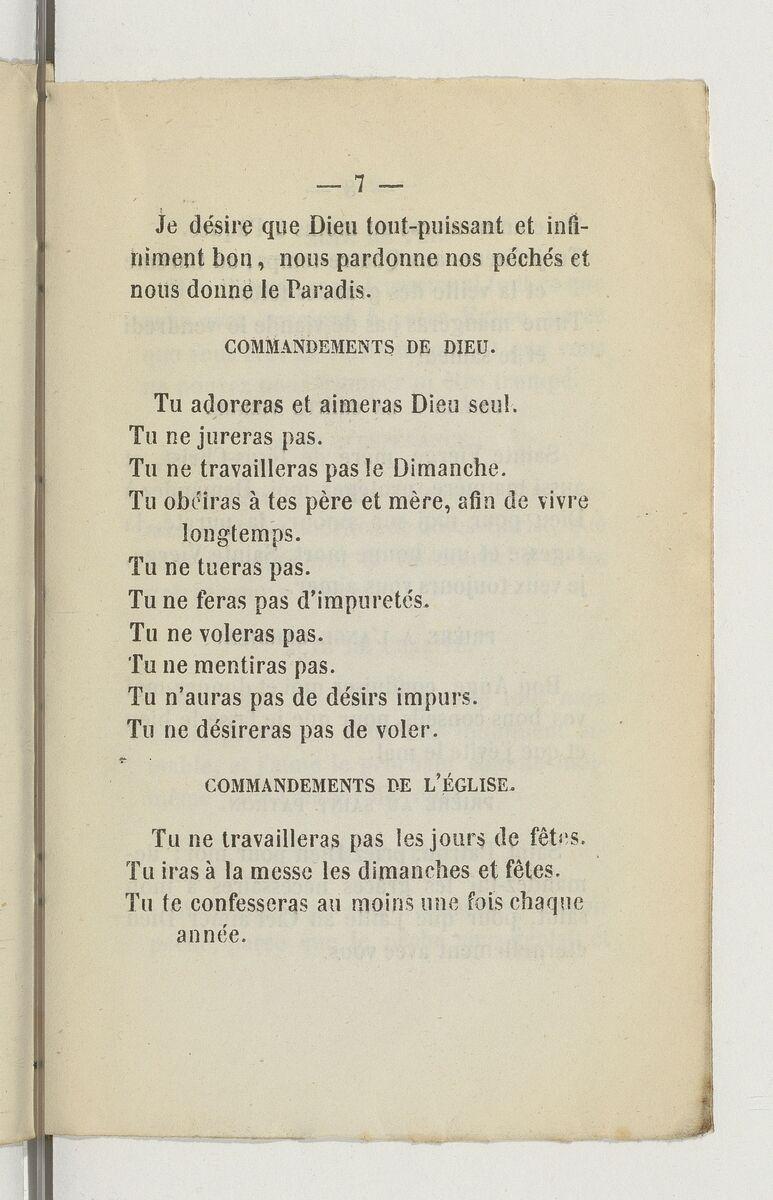 — 7 —
Je désire que Dieu tout-puissant et infi-
niment bon, nous pardonne nos péchés et
nous donne le Paradis.
COMMANDEMENTS DE DIEU.
Tu adoreras et aimeras Dieu seul.
Tu ne jureras pas.
Tu ne travailleras pas le Dimanche.
Tu obéiras à tes père et mère, afin de vivre
longtemps.
Tu ne tueras pas.
Tu ne feras pas d'impuretés.
Tu ne voleras pas.
Tu ne mentiras pas.
Tu n'auras pas de désirs impurs.
Tu ne désireras pas de voler.
COMMANDEMENTS DE L'ÉGLISE.
Tu ne travailleras pas les jours de fêtes.
Tu iras à la messe les dimanches et fêtes.
Tu te confesseras au moins une fois chaque
année.